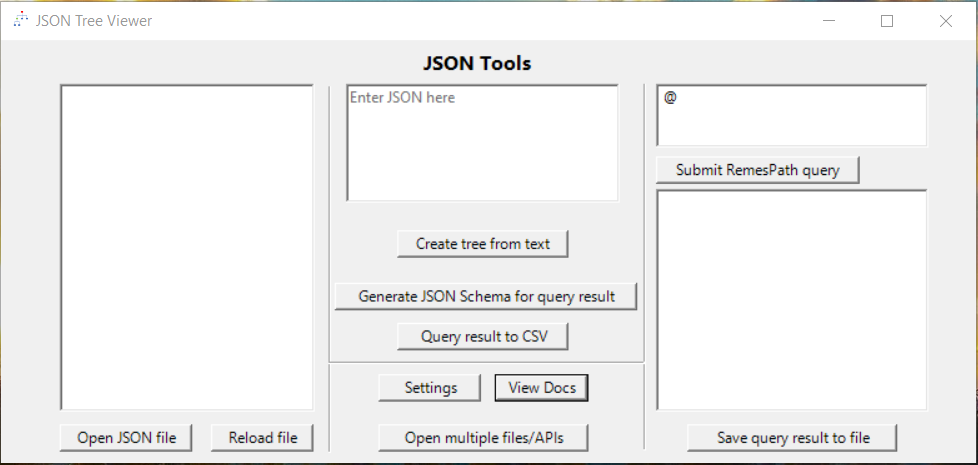 JSON Tree Viewer
JSON Tools
Enter JSON here
@
Submit RemesPath query
Create tree from text
Generate JSON Schema for query result
Query result to CSV
Settings
View Docs
Open JSON file
Reload file
Open multiple files/APIs
Save query result to file